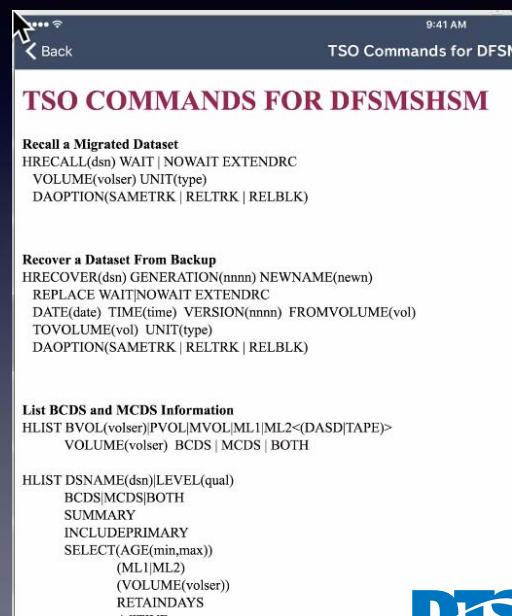 9:41 AM
Back
TSO Commands for DFSM
TSO COMMANDS FOR DFSMSHSM
Recall a Migrated Dataset
HRECALL(dsn) WAIT | NOWAIT EXTENDRC
VOLUME(volser) UNIT(type)
DAOPTION(SAMETRK | RELTRK | RELBLK)
Recover a Dataset From Backup
HRECOVER(dsn) GENERATION(nnnn) NEWNAME(newn)
REPLACE WAIT|NOWAIT EXTENDRC
DATE(date) TIME(time) VERSION(nnnn) FROMVOLUME(vol)
TOVOLUME(vol) UNIT(type)
DAOPTION(SAMETRK | RELTRK | RELBLK)
List BCDS and MCDS Information
HLIST BVOL(volser)|PVOL|MVOL|ML1|ML2<(DASD|TAPE)>
VOLUME(volser) BCDS | MCDS | BOTH
HLIST DSNAME(dsn)|LEVEL(qual)
BCDS|MCDS|BOTH
SUMMARY
INCLUDEPRIMARY
SELECT(AGE(min,max))
(ML1|ML2)
(VOLUME(volser))
RETAINDAYS